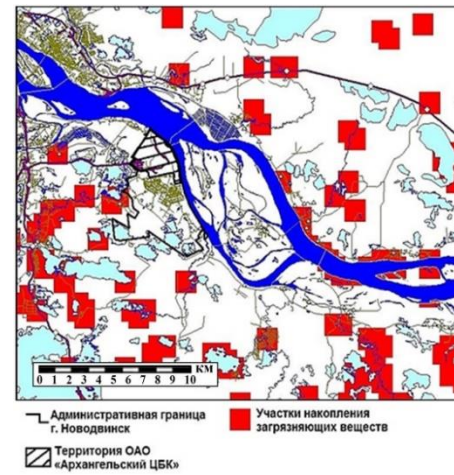 КМ
0 1 2 3 4 5 6 7 8 9 10
Административная граница
г. Новодвинск
Участки накопления
загрязняющих веществ
Территория ОАО
«Архангельский ЦБК»